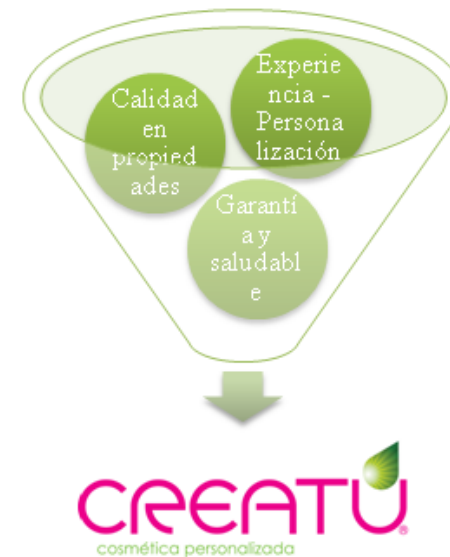 Calidad
en
propied
ades
Experie
ncia -
Persona
lización
Garantí
a y
saludabl
e
CREATÚ
cosmética personalizada